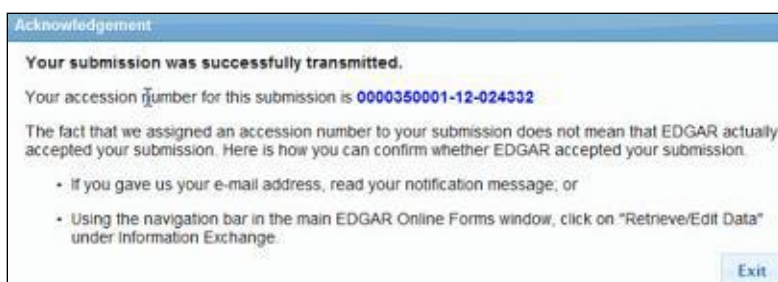 Acknowledgement
Your submission was successfully transmitted.
Your accession number for this submission is 0000350001-12-024332
The fact that we assigned an accession number to your submission does not mean that EDGAR actually
accepted your submission. Here is how you can confirm whether EDGAR accepted your submission.
• If you gave us your e-mail address, read your notification message; or
• Using the navigation bar in the main EDGAR Online Forms window, click on "Retrieve/Edit Data"
under Information Exchange.
Exit